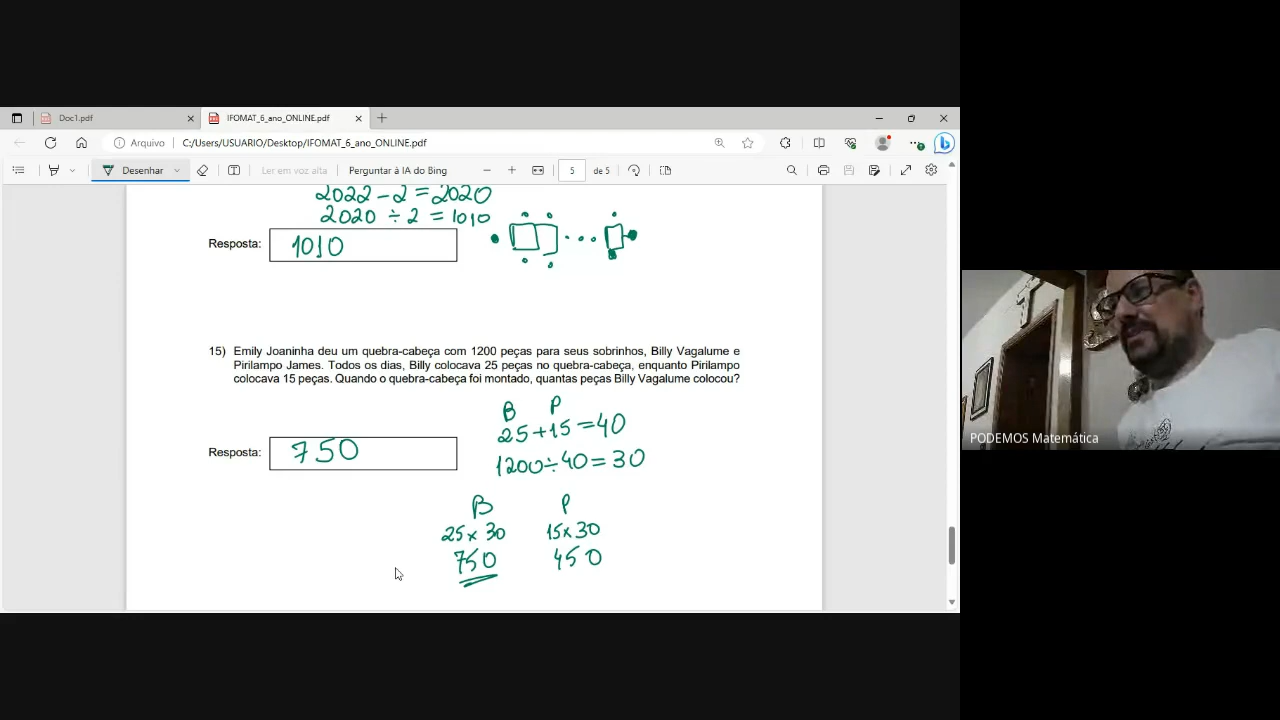 Doc1.pdf
IFOMAT_6_ano_ONLINE.pdf
Arquivo
C:/Users/USUARIO/Desktop/IFOMAT_6_ano_ONLINE.pdf
Desenhar
Ler em voz alta
Perguntar à IA do Bing
5
de 5
2022 - 2 = 2020
2020 ÷ 2 = 1010
Resposta: 1010
15) Emily Joaninha deu um quebra-cabeça com 1200 peças para seus sobrinhos, Billy Vagalume e
Pirilampo James. Todos os dias, Billy colocava 25 peças no quebra-cabeça, enquanto Pirilampo
colocava 15 peças. Quando o quebra-cabeça foi montado, quantas peças Billy Vagalume colocou?
B P
25 + 15 = 40
Resposta: 750
1200 ÷ 40 = 30
B P
25 x 30 15 x 30
750 450
PODEMOS Matemática